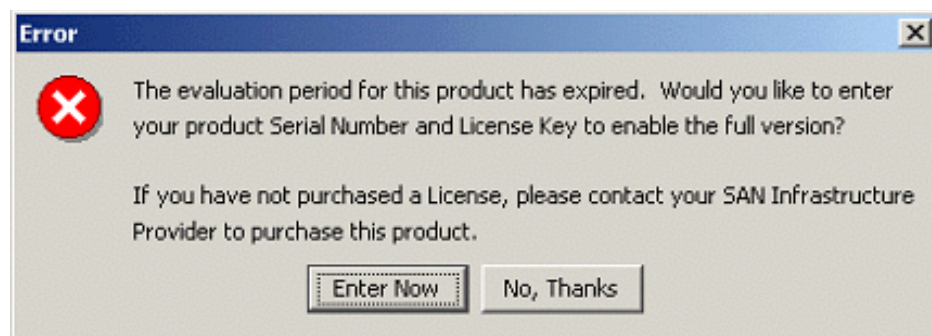 Error
The evaluation period for this product has expired. Would you like to enter
your product Serial Number and License Key to enable the full version?
If you have not purchased a License, please contact your SAN Infrastructure
Provider to purchase this product.
Enter Now
No, Thanks